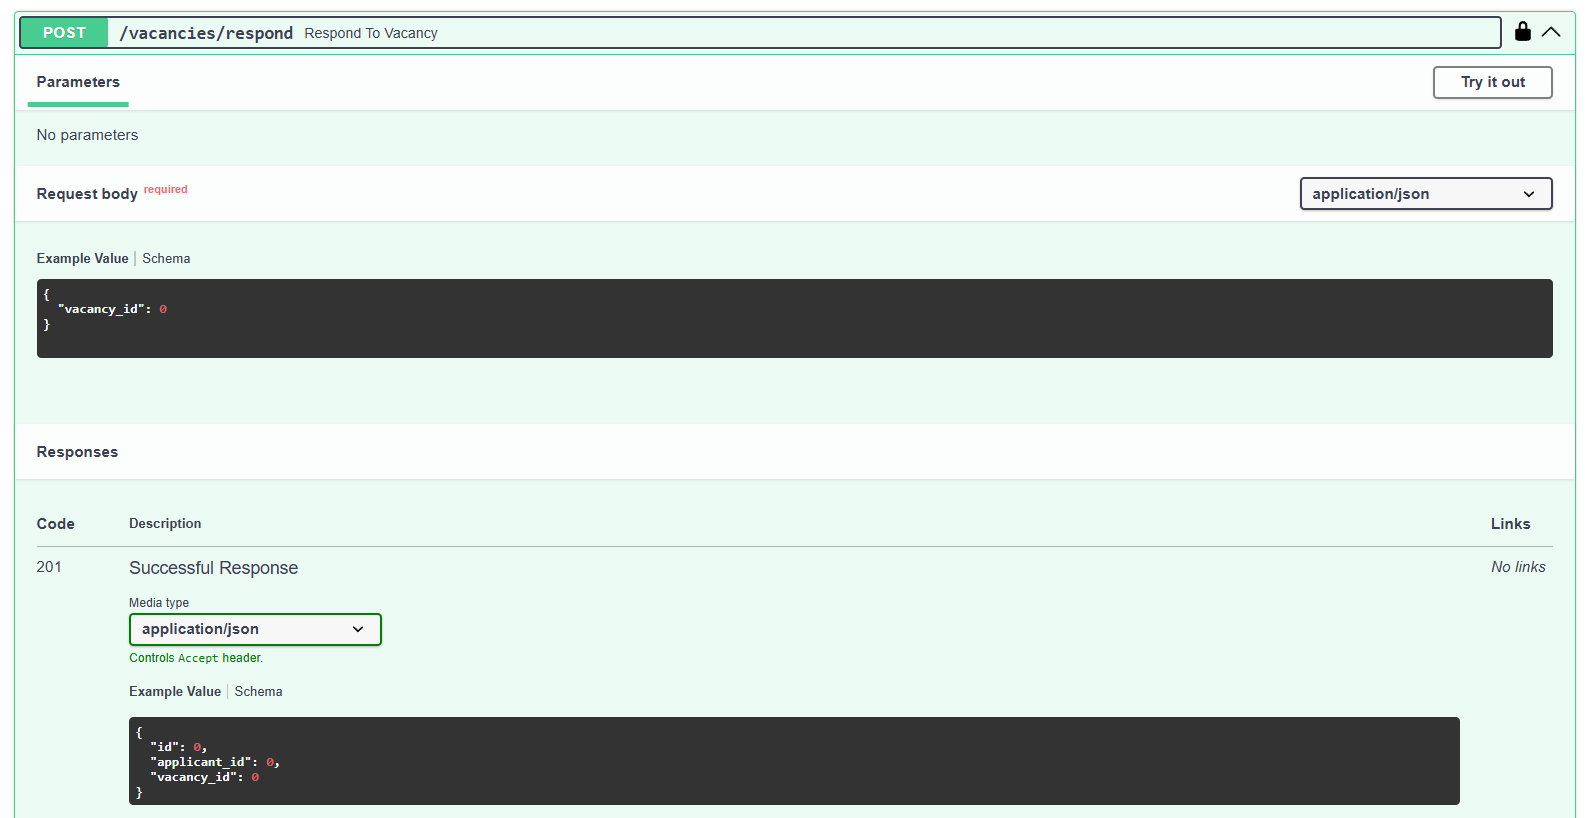 POST /vacancies/respond Respond To Vacancy
Parameters
Try it out
No parameters
Request body required
application/json
Example Value | Schema
{
  "vacancy_id": 0
}
Responses
Code Description Links
201 Successful Response No links
Media type
application/json
Controls Accept header.
Example Value | Schema
{
  "id": 0,
  "applicant_id": 0,
  "vacancy_id": 0
}